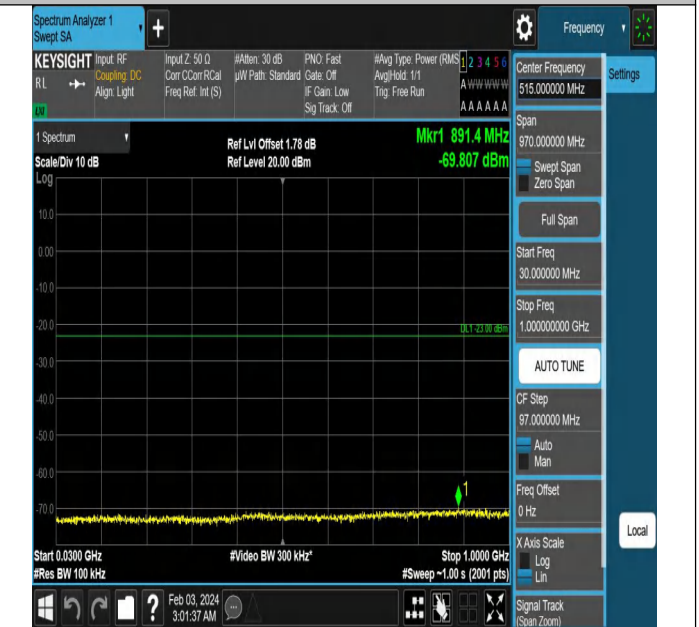 Spectrum Analyzer 1
Swept SA
+
Frequency
KEYSIGHT
RL
LXI
Input: RF
Coupling: DC
Align: Light
Input Z: 50 Ω
Corr CCorr RCal
Freq Ref: Int (S)
#Atten: 30 dB
µW Path: Standard
PNO: Fast
Gate: Off
IF Gain: Low
Sig Track: Off
#Avg Type: Power (RMS
Avg|Hold: 1/1
Trig: Free Run
1 2 3 4 5 6
A W W W W W
A A A A A A
Center Frequency
515.000000 MHz
Settings
Span
970.000000 MHz
Swept Span
Zero Span
Full Span
Start Freq
30.000000 MHz
Stop Freq
1.000000000 GHz
AUTO TUNE
CF Step
97.000000 MHz
Auto
Man
Freq Offset
0 Hz
X Axis Scale
Log
Lin
Signal Track
(Span Zoom)
Local
1 Spectrum
Scale/Div 10 dB
Log
Ref Lvl Offset 1.78 dB
Ref Level 20.00 dBm
Mkr1 891.4 MHz
-69.807 dBm
10.0
0.00
-10.0
-20.0
DL1 -23.00 dBm
-30.0
-40.0
-50.0
-60.0
1
-70.0
Start 0.0300 GHz
#Video BW 300 kHz*
Stop 1.0000 GHz
#Res BW 100 kHz
#Sweep ~1.00 s (2001 pts)
?
Feb 03, 2024
3:01:37 AM